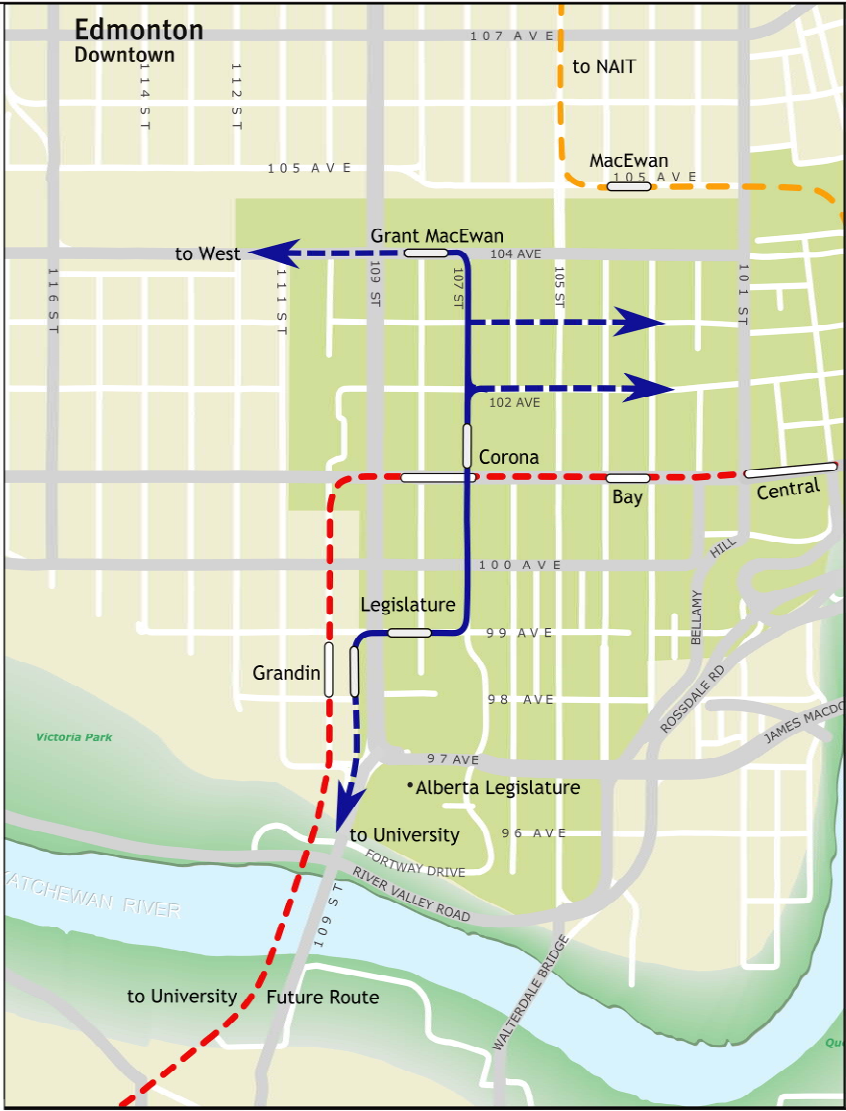 Edmonton
Downtown
107 AVE
to NAIT
114 ST
112 ST
MacEwan
105 AVE
105 AVE
Grant MacEwan
to West
104 AVE
116 ST
111 ST
109 ST
107 ST
105 ST
101 ST
102 AVE
Corona
Bay
Central
HILL
BELLAMY
100 AVE
Legislature
99 AVE
Grandin
98 AVE
ROSSDALE RD
JAMES MACDO
Victoria Park
97 AVE
Alberta Legislature
to University
96 AVE
FORTWAY DRIVE
RIVER VALLEY ROAD
KATCHEWAN RIVER
109 ST
WALTERDALE BRIDGE
to University
Future Route
Qu